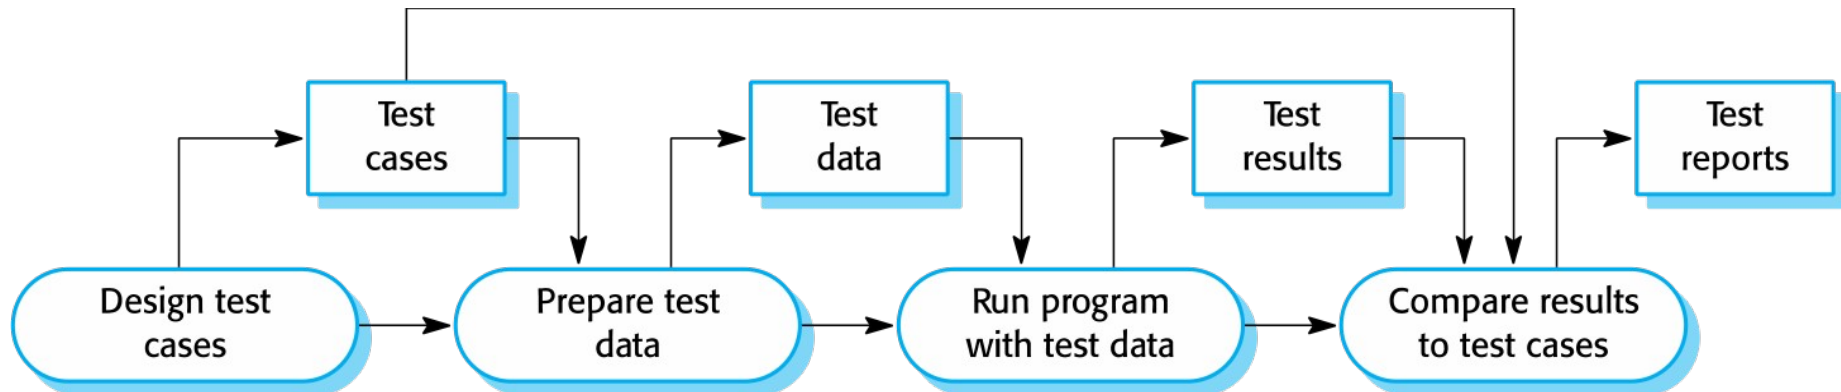 Test
cases
Test
data
Test
results
Test
reports
Design test
cases
Prepare test
data
Run program
with test data
Compare results
to test cases